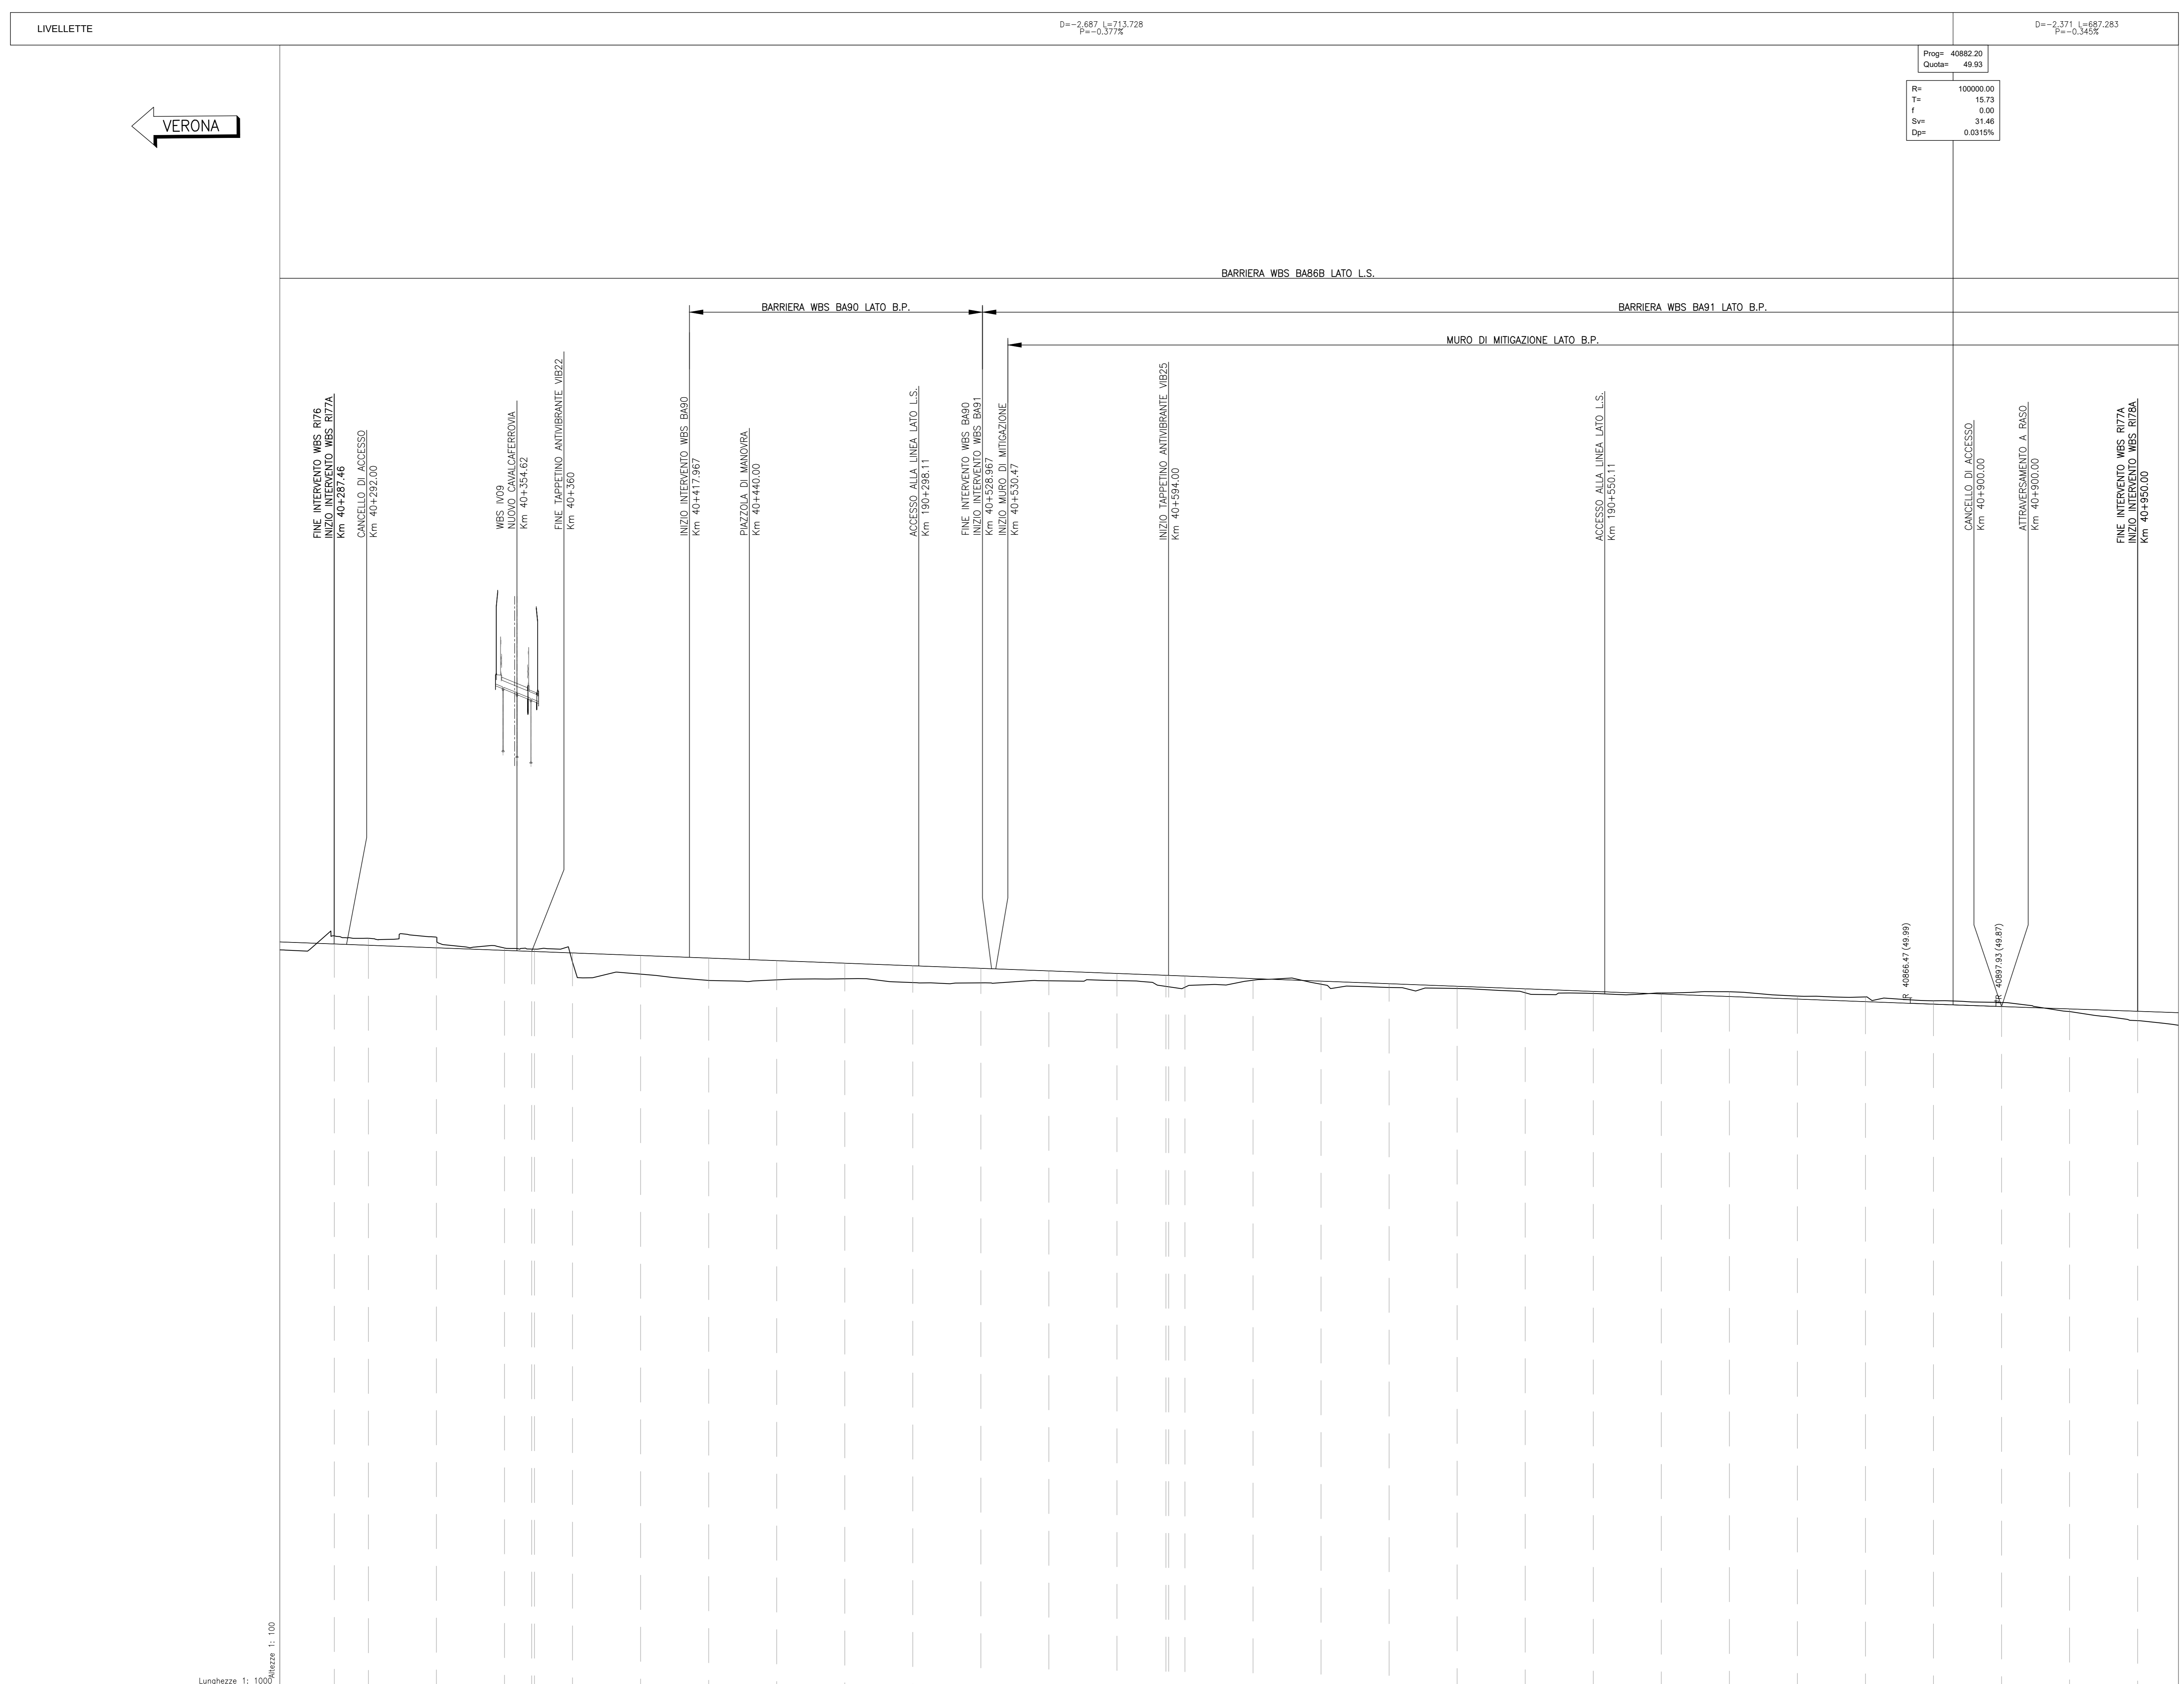 LIVELLETTE
D=-2.687 L=713.728
P=-0.377%
D=-2.371 L=687.283
P=-0.345%
Prog= 40882.20
Quota= 49.93
R= 100000.00
T= 15.73
f 0.00
Sv= 31.46
Dp= 0.0315%
VERONA
BARRIERA WBS BA86B LATO L.S.
BARRIERA WBS BA90 LATO B.P.
BARRIERA WBS BA91 LATO B.P.
MURO DI MITIGAZIONE LATO B.P.
FINE INTERVENTO WBS RI76
INIZIO INTERVENTO WBS RI77A
Km 40+287.46
CANCELLO DI ACCESSO
Km 40+292.00
WBS IV09
NUOVO CAVALCAFERROVIA
Km 40+354.62
FINE TAPPETINO ANTIVIBRANTE VIB22
Km 40+360
INIZIO INTERVENTO WBS BA90
Km 40+417.967
PIAZZOLA DI MANOVRA
Km 40+440.00
ACCESSO ALLA LINEA LATO L.S.
Km 190+298.11
FINE INTERVENTO WBS BA90
INIZIO INTERVENTO WBS BA91
Km 40+528.967
INIZIO MURO DI MITIGAZIONE
Km 40+530.47
INIZIO TAPPETINO ANTIVIBRANTE VIB25
Km 40+594.00
ACCESSO ALLA LINEA LATO L.S.
Km 190+550.11
R 40866.47 (49.99)
CANCELLO DI ACCESSO
Km 40+900.00
R 40897.93 (49.87)
ATTRAVERSAMENTO A RASO
Km 40+900.00
FINE INTERVENTO WBS RI77A
INIZIO INTERVENTO WBS RI78A
Km 40+950.00
Altezze 1: 100
Lunghezze 1: 1000